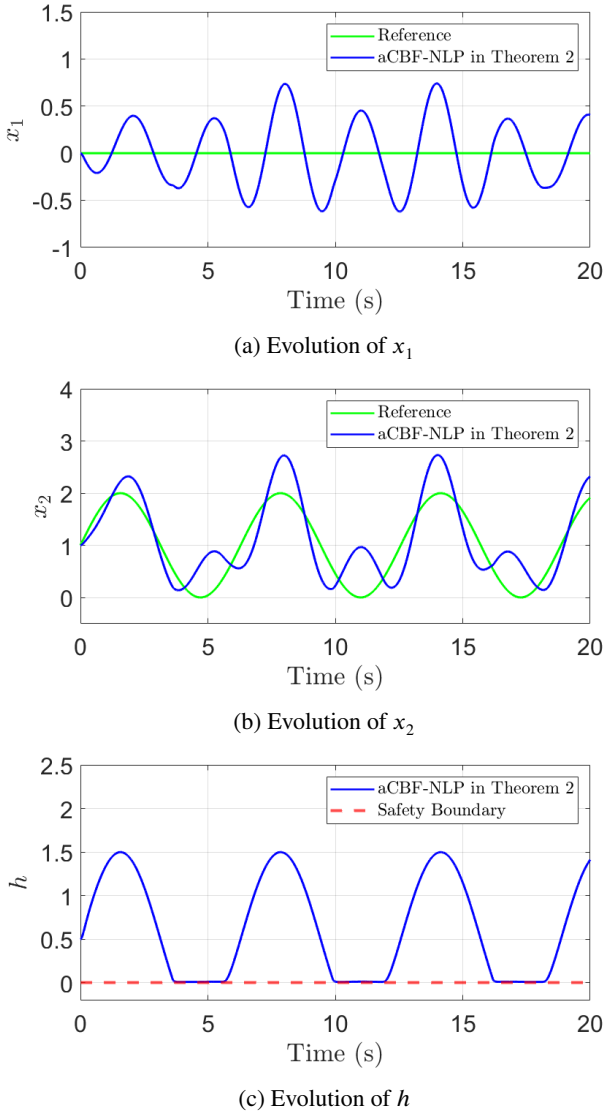 1.5
Reference
aCBF-NLP in Theorem 2
1
0.5
x₁
0
-0.5
-1
0 5 10 15 20
Time (s)
(a) Evolution of x₁
4
Reference
aCBF-NLP in Theorem 2
3
2
x₂
1
0
0 5 10 15 20
Time (s)
(b) Evolution of x₂
2.5
aCBF-NLP in Theorem 2
Safety Boundary
2
1.5
h
1
0.5
0
0 5 10 15 20
Time (s)
(c) Evolution of h